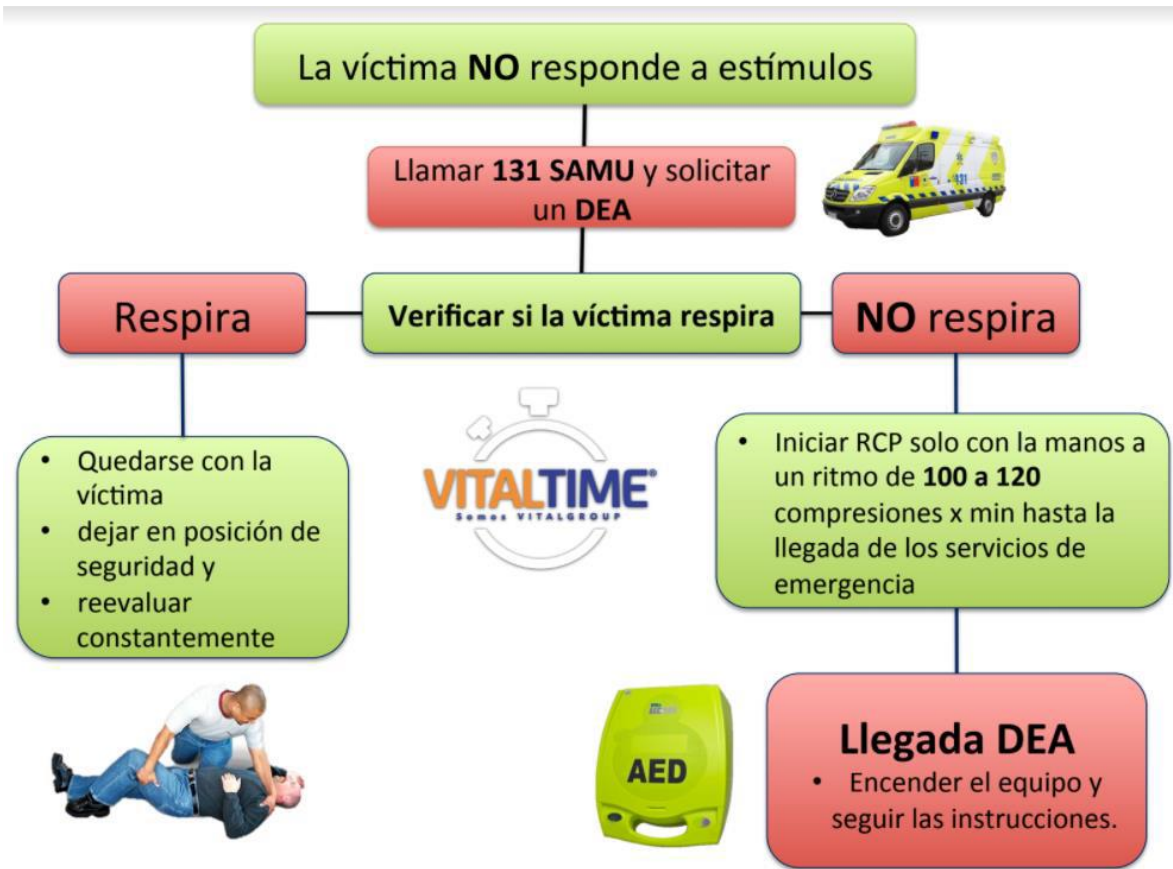 La víctima NO responde a estímulos
Llamar 131 SAMU y solicitar
un DEA
131
Respira
Verificar si la víctima respira
NO respira
• Quedarse con la
víctima
• dejar en posición de
seguridad y
• reevaluar
constantemente
VITALTIME®
Somos VITALGROUP
• Iniciar RCP solo con la manos a
un ritmo de 100 a 120
compresiones x min hasta la
llegada de los servicios de
emergencia
AED
Llegada DEA
• Encender el equipo y
seguir las instrucciones.